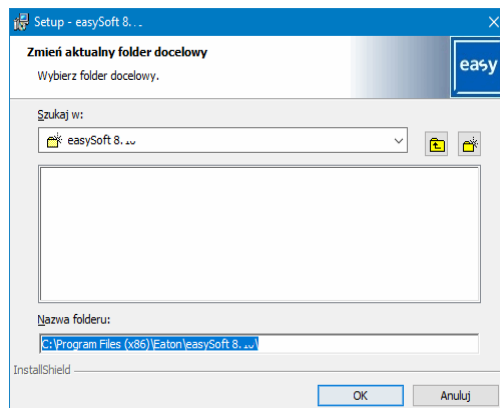 Setup - easySoft 8.
Zmień aktualny folder docelowy
Wybierz folder docelowy.
easy
Szukaj w:
easySoft 8.
Nazwa folderu:
C:\Program Files (x86)\Eaton\easySoft 8.
InstallShield
OK
Anuluj